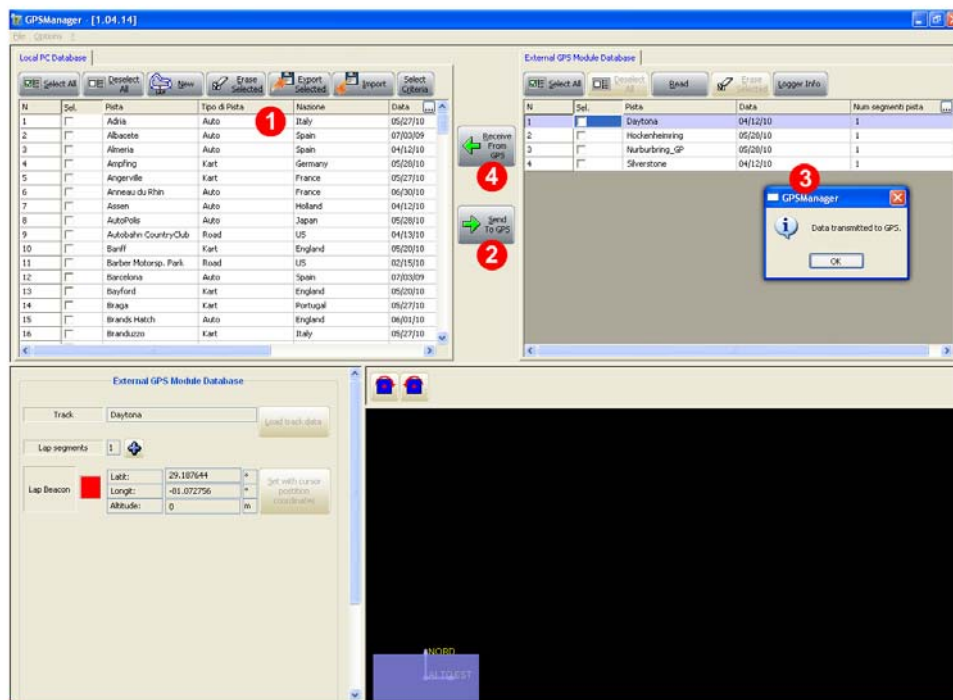 GPSManager - [1.04.14]
File Options ?
Local PC Database
Select All Deselect All New Erase Selected Export Selected Import Select Criteria
N Sel. Pista Tipo di Pista Nazione Data ...
1 Adria Auto Italy 05/27/10
2 Albacete Auto Spain 07/03/09
3 Almeria Auto Spain 04/12/10
4 Ampfing Kart Germany 05/28/10
5 Angerville Kart France 05/27/10
6 Anneau du Rhin Auto France 06/30/10
7 Assen Auto Holland 04/12/10
8 AutoPolis Auto Japan 05/28/10
9 Autobahn CountryClub Road US 04/13/10
10 Banff Kart England 05/20/10
11 Barber Motorsp. Park Road US 02/15/10
12 Barcelona Auto Spain 07/03/09
13 Bayford Kart England 05/20/10
14 Braga Kart Portugal 05/27/10
15 Brands Hatch Auto England 06/01/10
16 Branduzzo Kart Italy 05/27/10
1
Receive From GPS
4
Send To GPS
2
External GPS Module Database
Select All Deselect All Read Erase Selected Logger Info
N Sel. Pista Data Num segmenti pista ...
1 Daytona 04/12/10 1
2 Hockenheimring 05/28/10 1
3 Nurburbring_GP 05/28/10 1
4 Silverstone 04/12/10 1
3
GPSManager
Data transmitted to GPS.
OK
External GPS Module Database
Track Daytona Load track data
Lap segments 1
Lap Beacon
Latit: 29.187644 °
Longit: -81.072756 °
Altitude: 0 m
Set with cursor position coordinates
NORD
ALTO EST